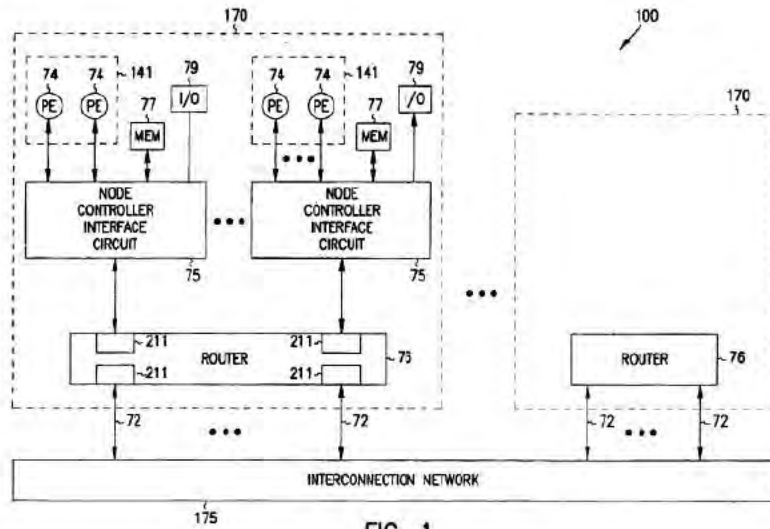 170
100
74 74 141 79
PE PE I/O
77
MEM
74 74 141 79
PE PE I/O
77
MEM
170
NODE
CONTROLLER
INTERFACE
CIRCUIT
75
NODE
CONTROLLER
INTERFACE
CIRCUIT
75
211 ROUTER 211
211 211
76
ROUTER 76
72 72 72 72
INTERCONNECTION NETWORK
175
FIG. 1